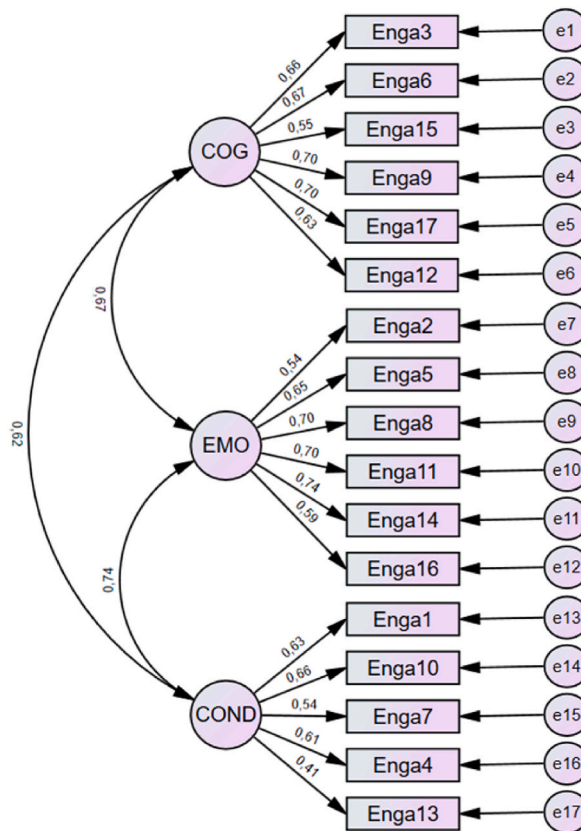 Enga3
e1
0,66
Enga6
e2
0,67
Enga15
e3
0,55
COG
Enga9
e4
0,70
Enga17
e5
0,70
Enga12
e6
0,63
0,67
Enga2
e7
0,54
Enga5
e8
0,65
Enga8
e9
0,70
EMO
0,62
Enga11
e10
0,70
Enga14
e11
0,74
Enga16
e12
0,59
0,74
Enga1
e13
0,63
Enga10
e14
0,66
COND
Enga7
e15
0,54
Enga4
e16
0,61
Enga13
e17
0,41